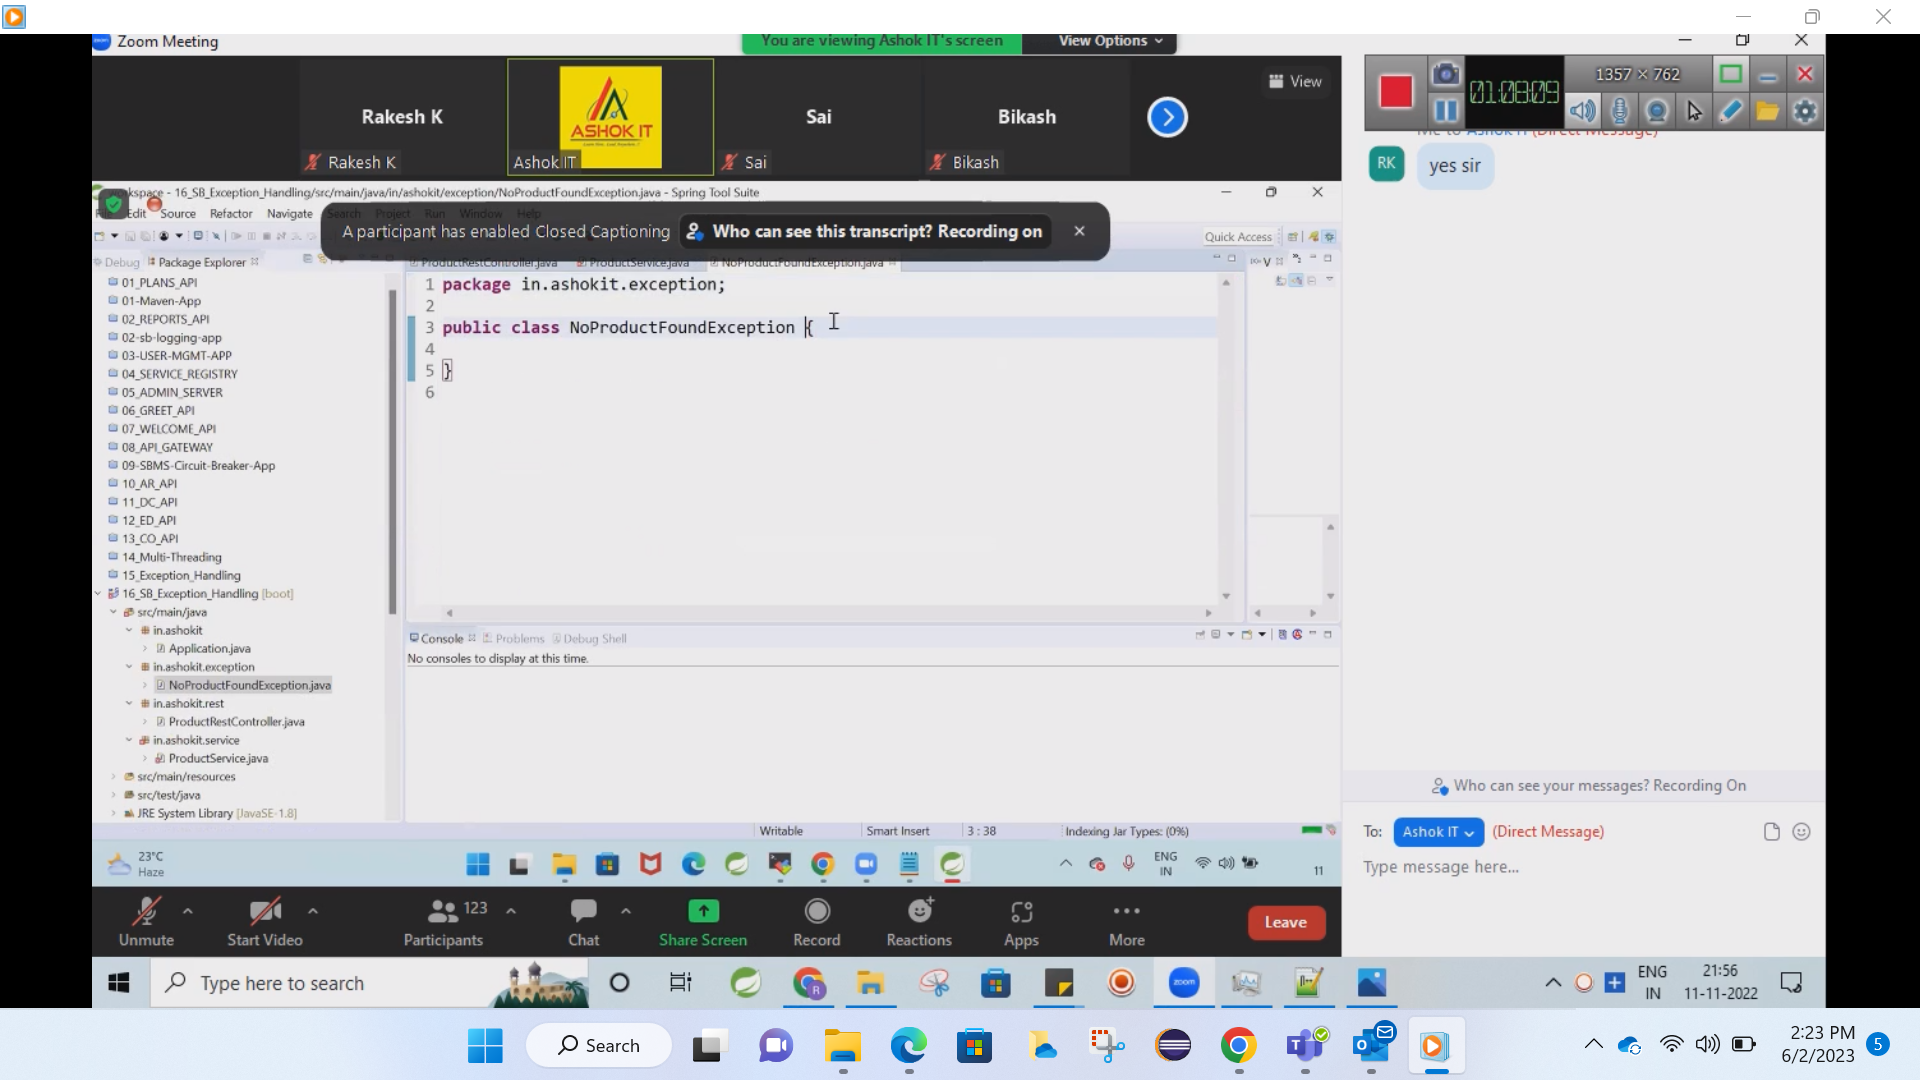 Zoom Meeting
You are viewing Ashok IT's screen
View Options
Rakesh K
Rakesh K
ASHOK IT
Ashok IT
Sai
Sai
Bikash
Bikash
View
1357 × 762
01:08:09
Me to Ashok IT (Direct Message)
RK
yes sir
workspace - 16_SB_Exception_Handling/src/main/java/in/ashokit/exception/NoProductFoundException.java - Spring Tool Suite
Edit Source Refactor Navigate Search Project Run Window Help
A participant has enabled Closed Captioning
Who can see this transcript? Recording on
Quick Access
Debug
Package Explorer
ProductRestController.java
ProductService.java
NoProductFoundException.java
01_PLANS_API
01-Maven-App
02_REPORTS_API
02-sb-logging-app
03-USER-MGMT-APP
04_SERVICE_REGISTRY
05_ADMIN_SERVER
06_GREET_API
07_WELCOME_API
08_API_GATEWAY
09-SBMS-Circuit-Breaker-App
10_AR_API
11_DC_API
12_ED_API
13_CO_API
14_Multi-Threading
15_Exception_Handling
16_SB_Exception_Handling [boot]
src/main/java
in.ashokit
Application.java
in.ashokit.exception
NoProductFoundException.java
in.ashokit.rest
ProductRestController.java
in.ashokit.service
ProductService.java
src/main/resources
src/test/java
JRE System Library [JavaSE-1.8]
1 package in.ashokit.exception;
2
3 public class NoProductFoundException {
4
5 }
6
Console
Problems
Debug Shell
No consoles to display at this time.
Writable
Smart Insert
3 : 38
Indexing Jar Types: (0%)
23°C
Haze
ENG
IN
11
Unmute
Start Video
123
Participants
Chat
Share Screen
Record
Reactions
Apps
More
Leave
Who can see your messages? Recording On
To: Ashok IT (Direct Message)
Type message here...
Type here to search
zoom
ENG
IN
21:56
11-11-2022
Search
2:23 PM
6/2/2023
5